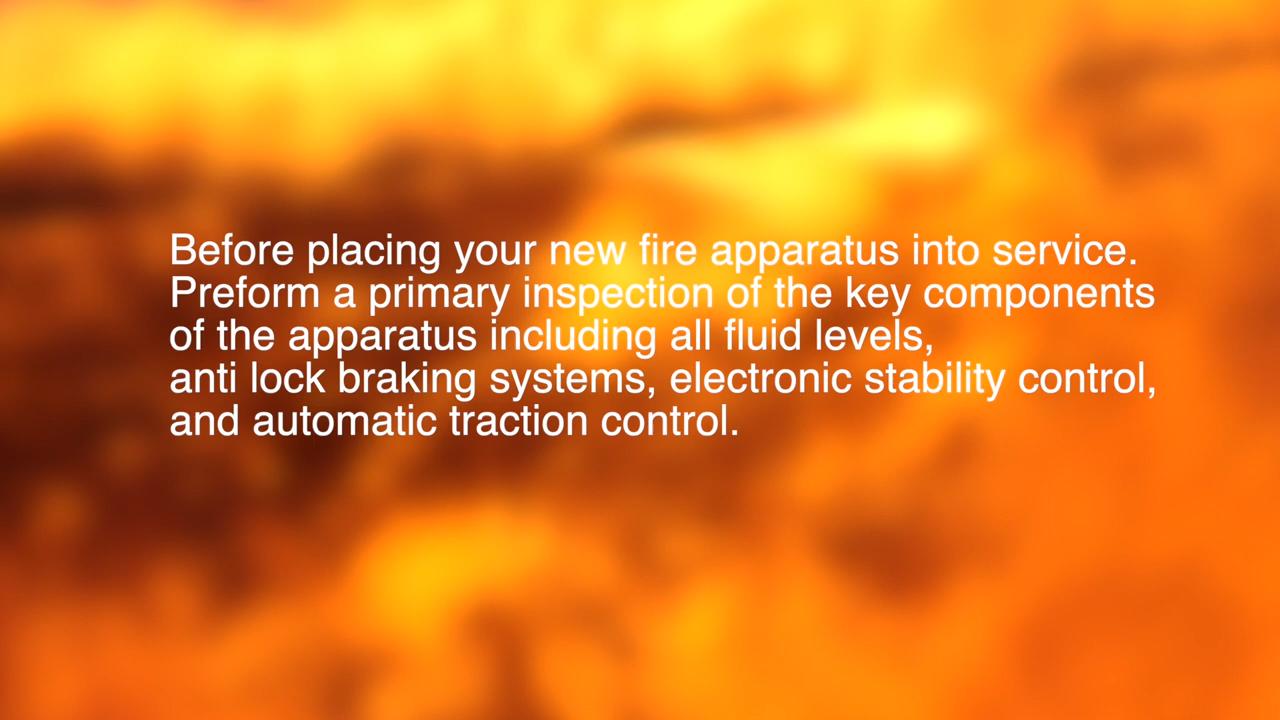 Before placing your new fire apparatus into service.
Preform a primary inspection of the key components
of the apparatus including all fluid levels,
anti lock braking systems, electronic stability control,
and automatic traction control.